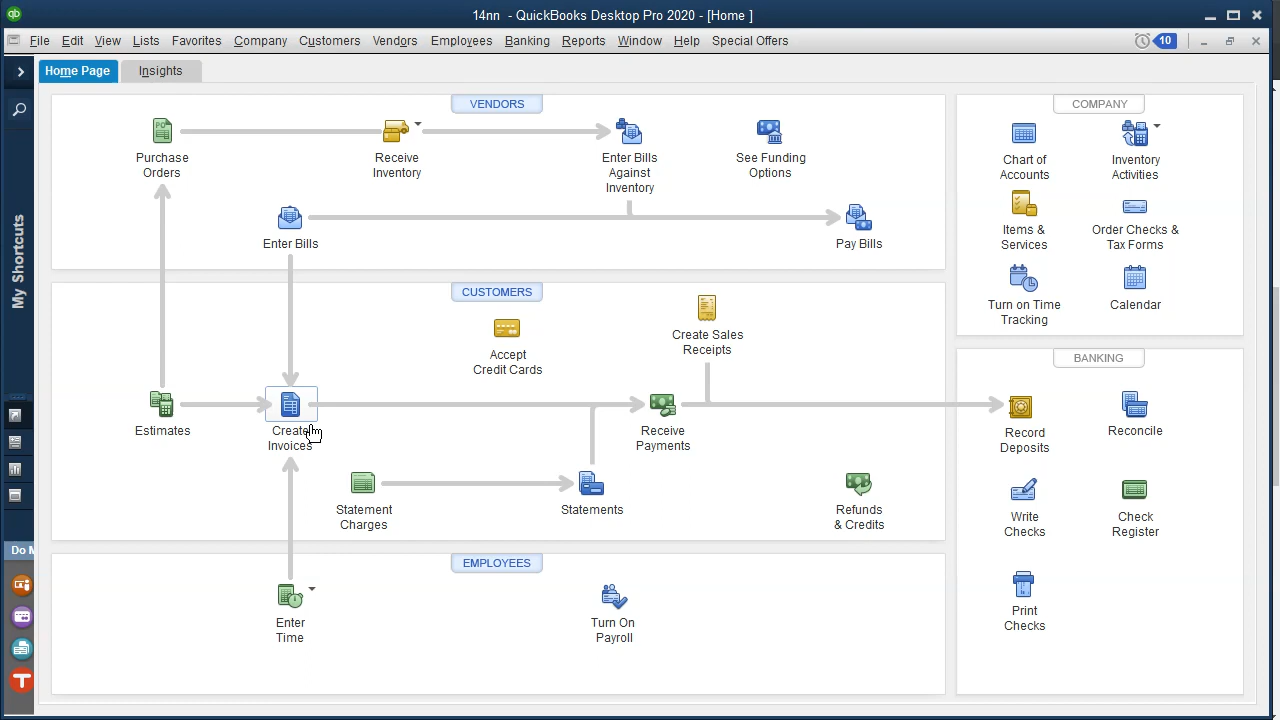 qb
14nn - QuickBooks Desktop Pro 2020 - [Home ]
File Edit View Lists Favorites Company Customers Vendors Employees Banking Reports Window Help Special Offers 10
Home Page Insights
My Shortcuts
Do M
VENDORS
Purchase
Orders
Receive
Inventory
Enter Bills
Against
Inventory
See Funding
Options
Enter Bills
Pay Bills
CUSTOMERS
Accept
Credit Cards
Create Sales
Receipts
Estimates
Create
Invoices
Receive
Payments
Statement
Charges
Statements
Refunds
& Credits
EMPLOYEES
Enter
Time
Turn On
Payroll
COMPANY
Chart of
Accounts
Inventory
Activities
Items &
Services
Order Checks &
Tax Forms
Turn on Time
Tracking
Calendar
BANKING
Record
Deposits
Reconcile
Write
Checks
Check
Register
Print
Checks